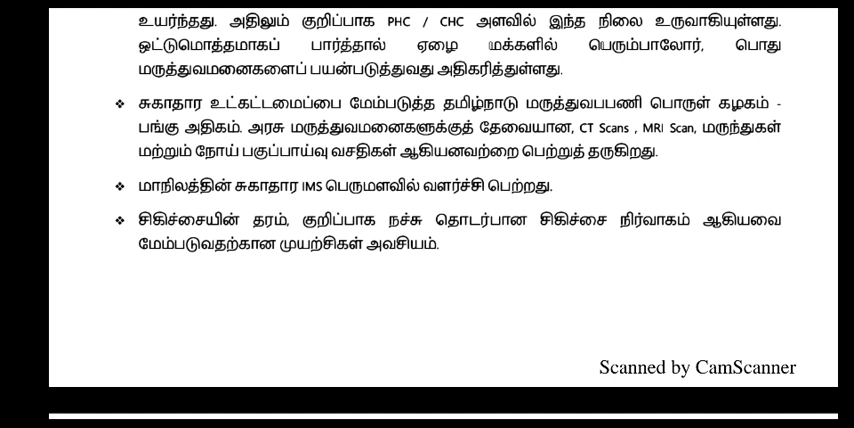 உயர்ந்தது. அதிலும் குறிப்பாக PHC / CHC அளவில் இந்த நிலை உருவாகியுள்ளது.
ஒட்டுமொத்தமாகப் பார்த்தால் ஏழை மக்களில் பெரும்பாலோர், பொது
மருத்துவமனைகளைப் பயன்படுத்துவது அதிகரித்துள்ளது.
❖ சுகாதார உட்கட்டமைப்பை மேம்படுத்த தமிழ்நாடு மருத்துவபபணி பொருள் கழகம் -
பங்கு அதிகம். அரசு மருத்துவமனைகளுக்குத் தேவையான, CT Scans , MRI Scan, மருந்துகள்
மற்றும் நோய் பகுப்பாய்வு வசதிகள் ஆகியனவற்றை பெற்றுத் தருகிறது.
❖ மாநிலத்தின் சுகாதார IMS பெருமளவில் வளர்ச்சி பெற்றது.
❖ சிகிச்சையின் தரம், குறிப்பாக நச்சு தொடர்பான சிகிச்சை நிர்வாகம் ஆகியவை
மேம்படுவதற்கான முயற்சிகள் அவசியம்.
Scanned by CamScanner